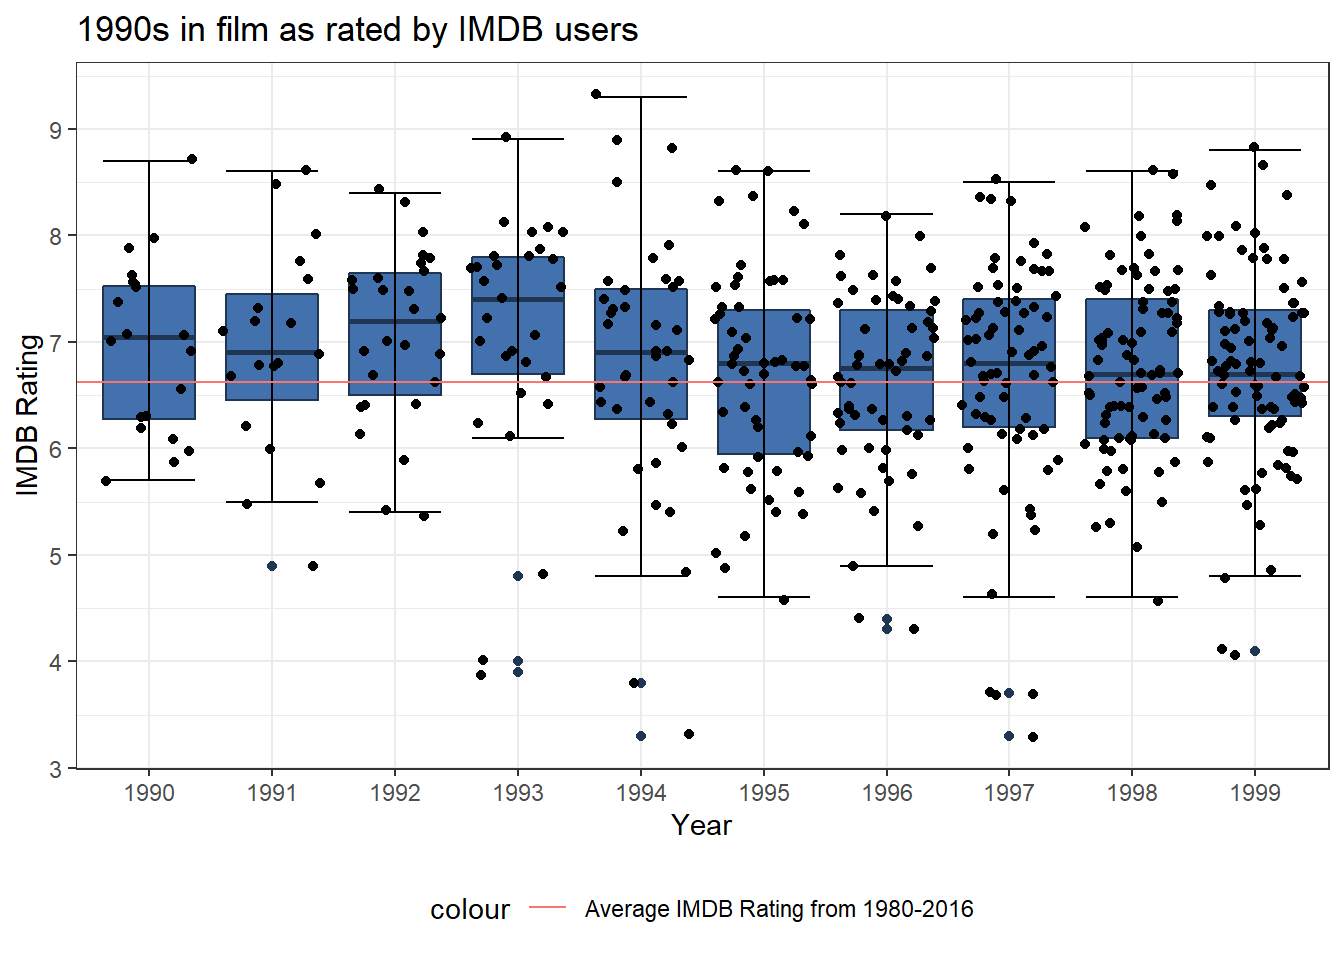 1990s in film as rated by IMDB users
IMDB Rating
9
8
7
6
5
4
3
1990 1991 1992 1993 1994 1995 1996 1997 1998 1999
Year
colour Average IMDB Rating from 1980-2016